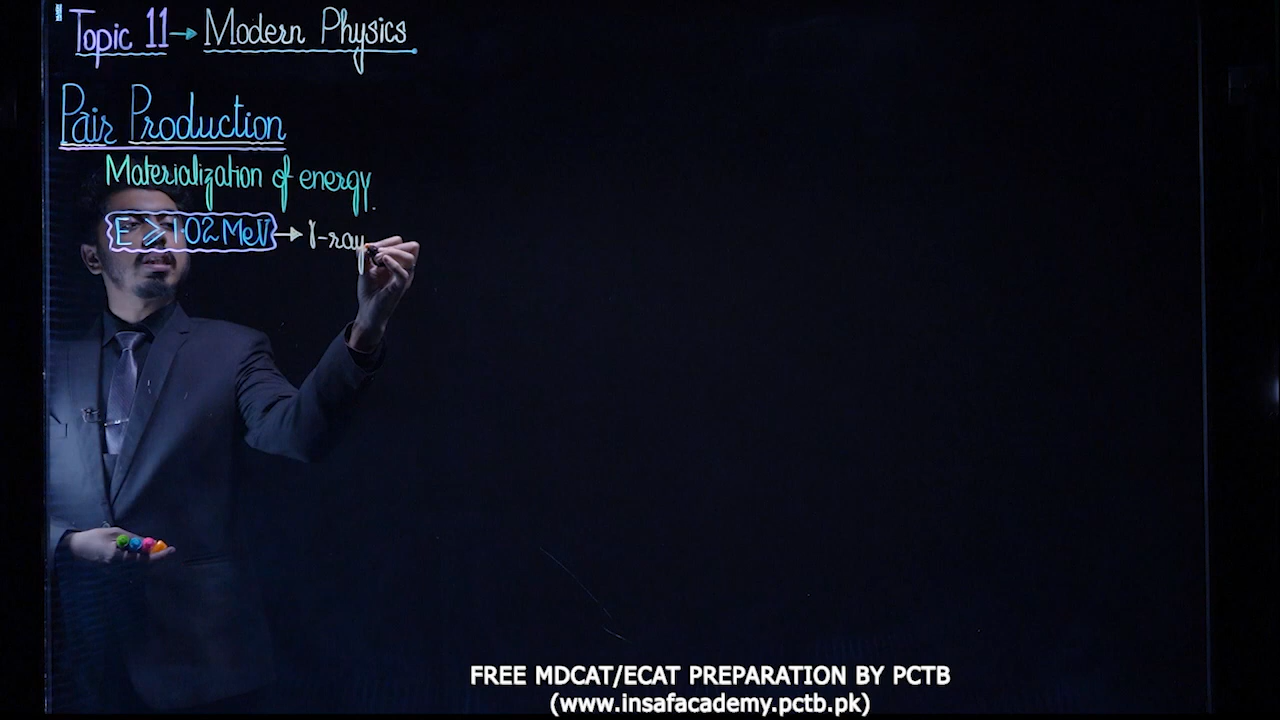 Topic 11 → Modern Physics
Pair Production
Materialization of energy.
E ⩾ 1.02 MeV → γ-ray
FREE MDCAT/ECAT PREPARATION BY PCTB
(www.insafacademy.pctb.pk)